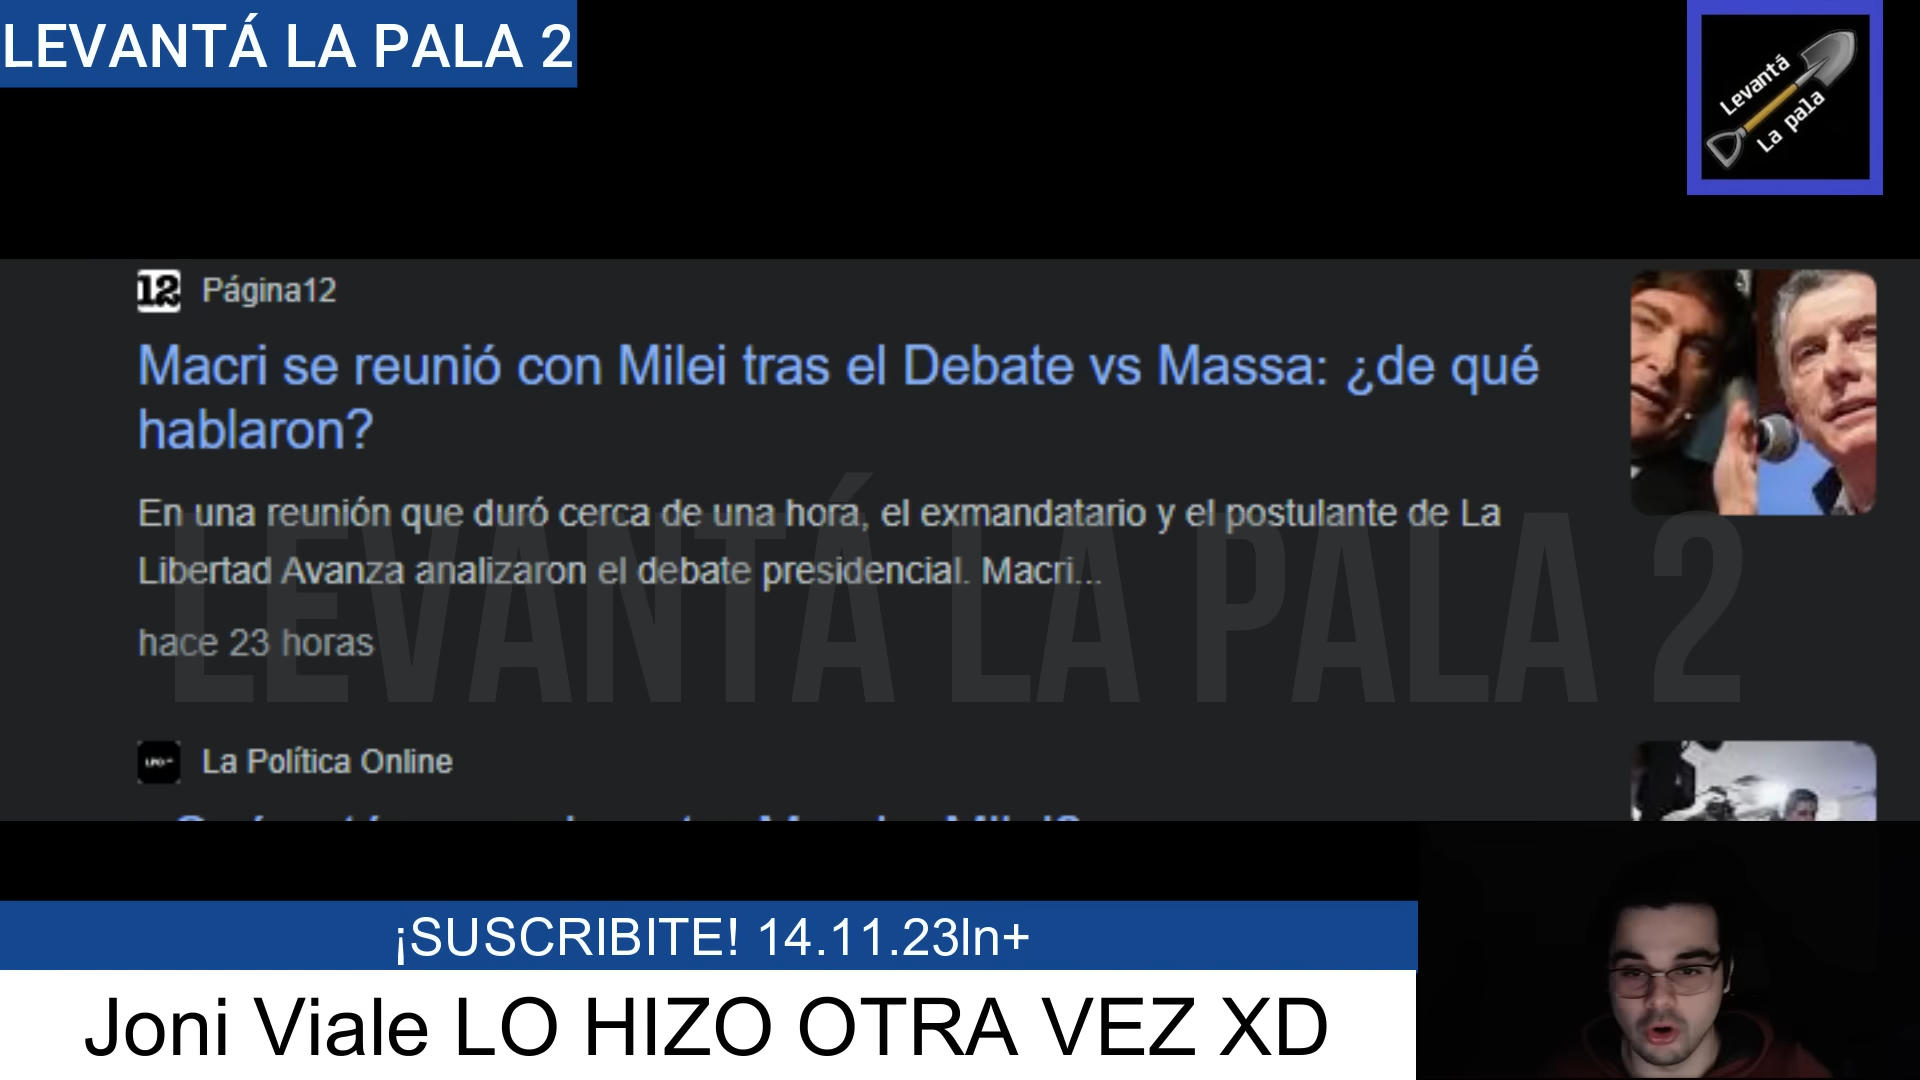 LEVANTÁ LA PALA 2
Levantá
La pala
12 Página12
Macri se reunió con Milei tras el Debate vs Massa: ¿de qué
hablaron?
En una reunión que duró cerca de una hora, el exmandatario y el postulante de La
Libertad Avanza analizaron el debate presidencial. Macri...
LEVANTÁ LA PALA 2
hace 23 horas
La Política Online
¡SUSCRIBITE! 14.11.23ln+
Joni Viale LO HIZO OTRA VEZ XD